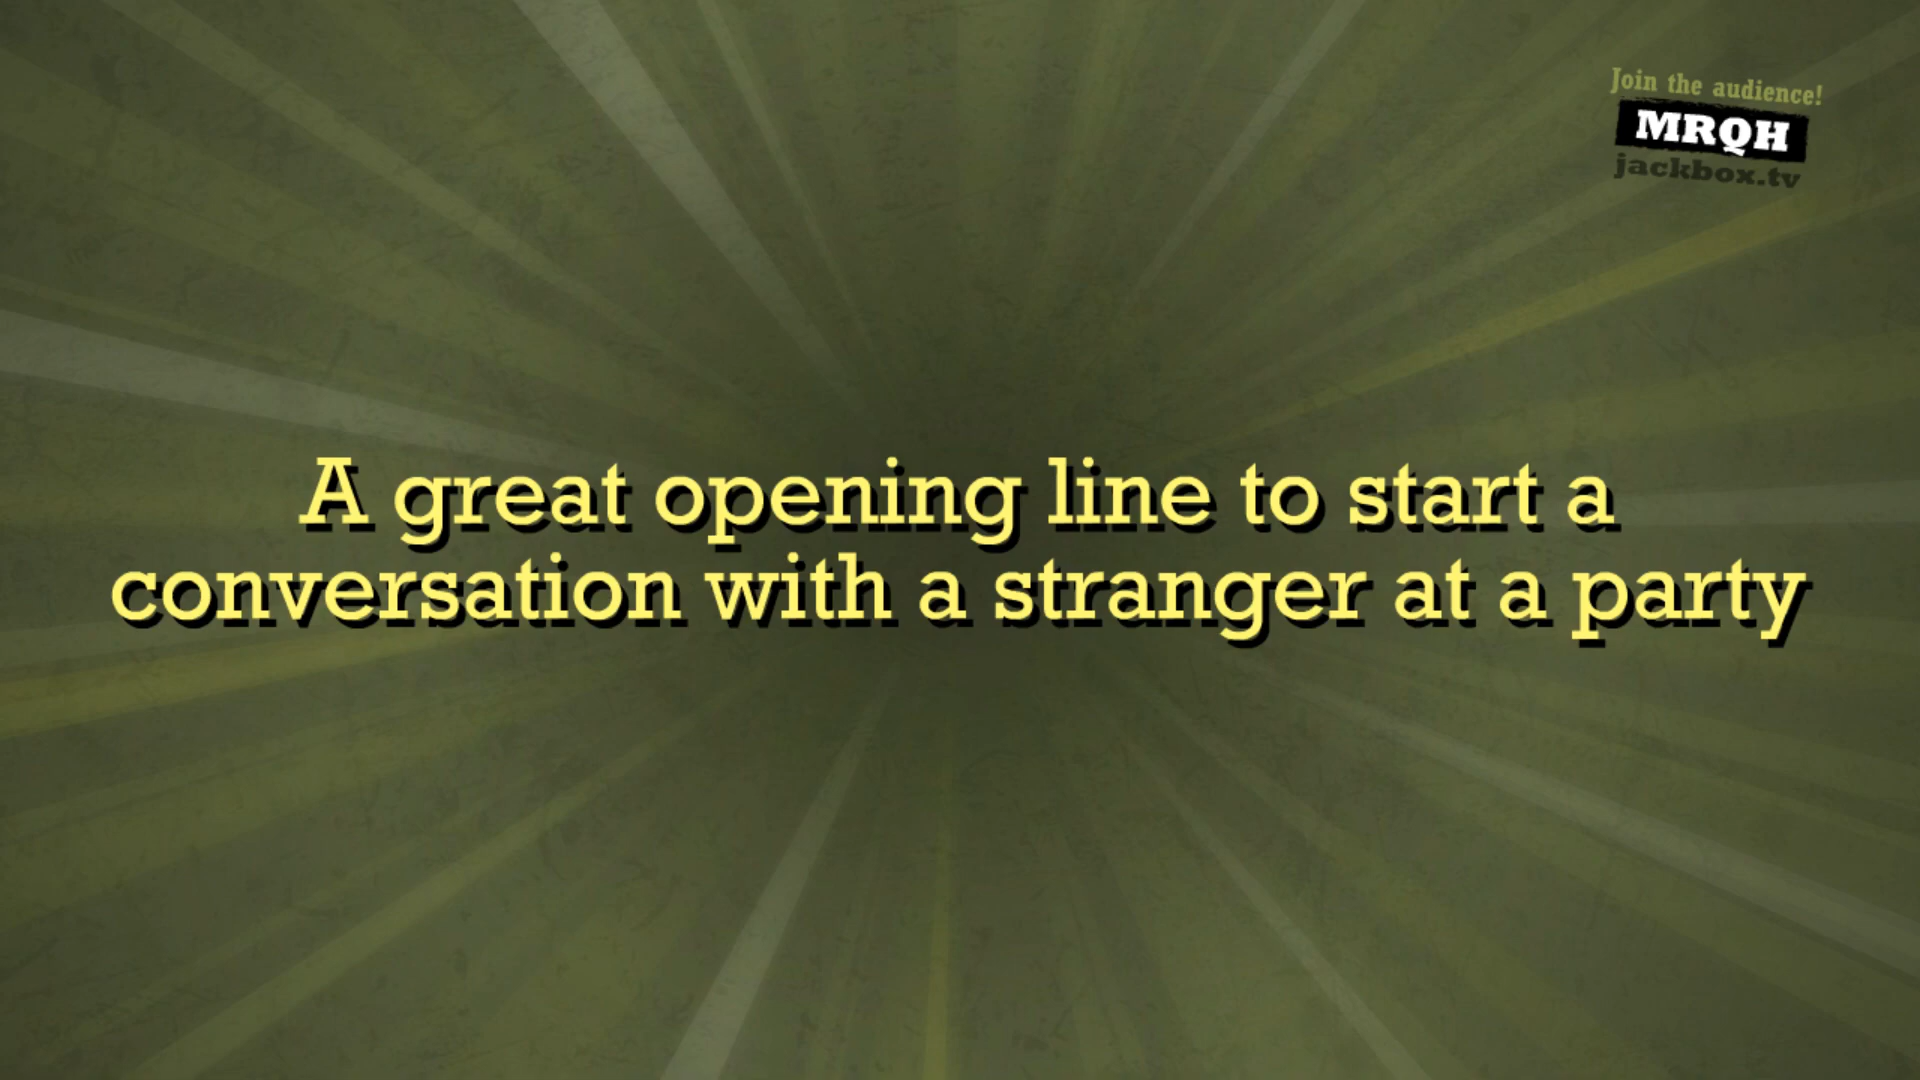 Join the audience!
MRQH
jackbox.tv
A great opening line to start a
conversation with a stranger at a party